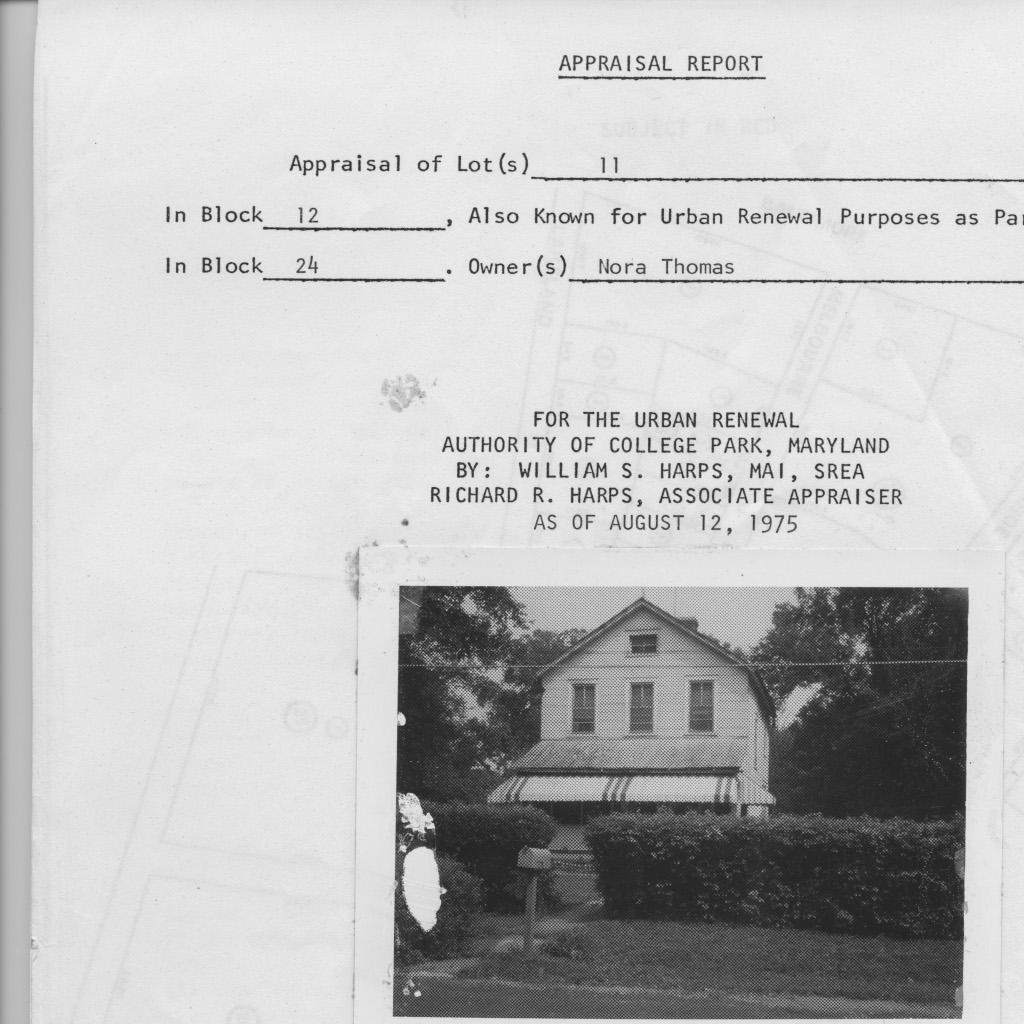 APPRAISAL REPORT
Appraisal of Lot(s) 11
In Block 12, Also Known for Urban Renewal Purposes as Par
In Block 24. Owner(s) Nora Thomas
FOR THE URBAN RENEWAL
AUTHORITY OF COLLEGE PARK, MARYLAND
BY: WILLIAM S. HARPS, MAI, SREA
RICHARD R. HARPS, ASSOCIATE APPRAISER
AS OF AUGUST 12, 1975